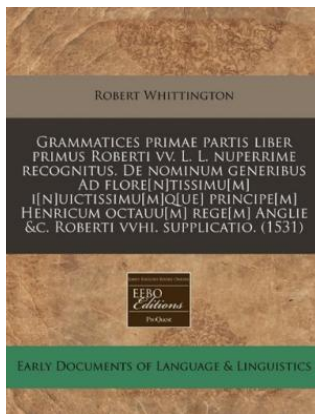 Robert Whittington
Grammatices primae partis liber
primus Roberti vv. L. L. nuperrime
recognitus. De nominum generibus
Ad flore[n]tissimu[m]
i[n]uictissimu[m]q[ue] principe[m]
Henricum octauu[m] rege[m] Anglie
&c. Roberti vvhi. supplicatio. (1531)
EEBO
Editions
ProQuest
Early Documents of Language & Linguistics